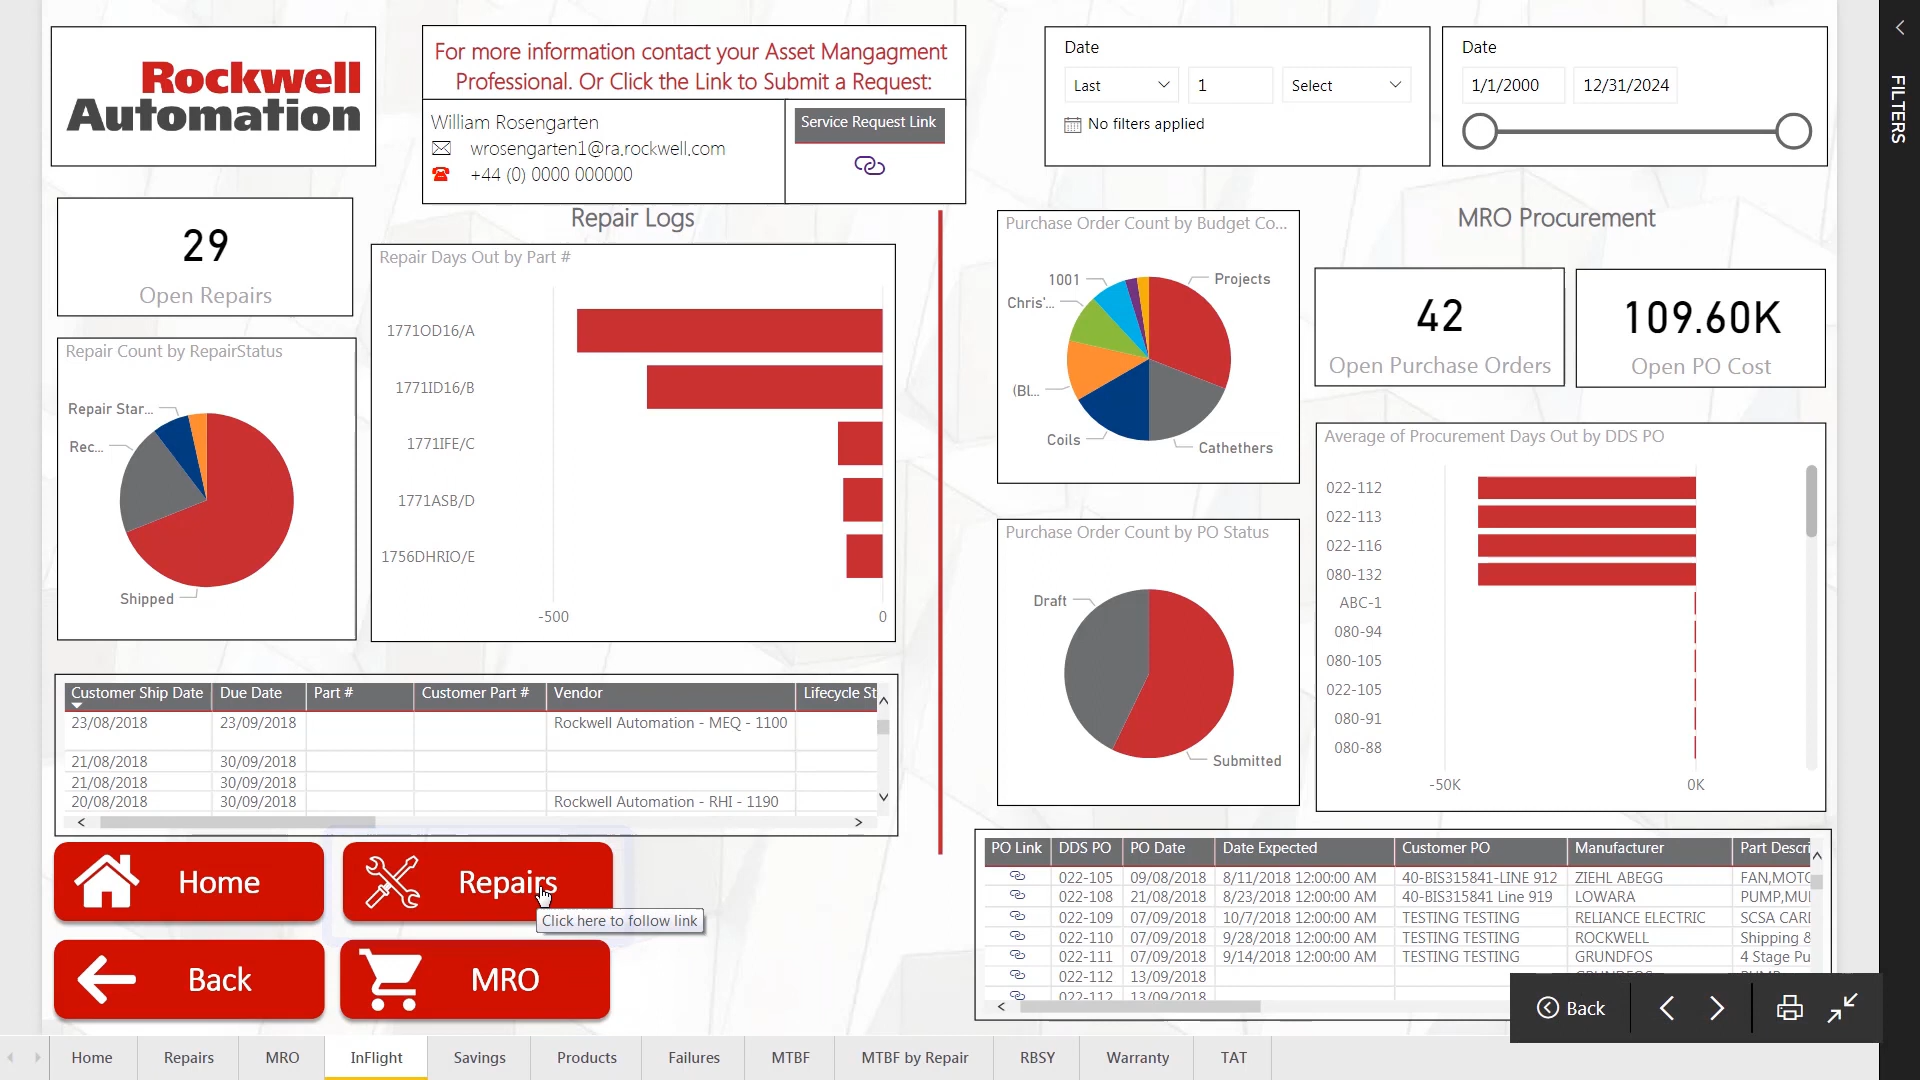 Rockwell
Automation
For more information contact your Asset Mangagment
Professional. Or Click the Link to Submit a Request:
William Rosengarten
wrosengarten1@ra.rockwell.com
+44 (0) 0000 000000
Service Request Link
Date
Last
1
Select
No filters applied
Date
1/1/2000
12/31/2024
FILTERS
29
Open Repairs
Repair Logs
Repair Days Out by Part #
1771OD16/A
1771ID16/B
1771IFE/C
1771ASB/D
1756DHRIO/E
-500
0
Repair Count by RepairStatus
Repair Star...
Rec...
Shipped
Purchase Order Count by Budget Co...
1001
Projects
Chris'...
(Bl...
Coils
Cathethers
MRO Procurement
42
Open Purchase Orders
109.60K
Open PO Cost
Average of Procurement Days Out by DDS PO
022-112
022-113
022-116
080-132
ABC-1
080-94
080-105
022-105
080-91
080-88
-50K
0K
Purchase Order Count by PO Status
Draft
Submitted
Customer Ship Date Due Date Part # Customer Part # Vendor Lifecycle St
23/08/2018 23/09/2018 Rockwell Automation - MEQ - 1100
21/08/2018 30/09/2018
21/08/2018 30/09/2018
20/08/2018 30/09/2018 Rockwell Automation - RHI - 1190
PO Link DDS PO PO Date Date Expected Customer PO Manufacturer Part Descri
022-105 09/08/2018 8/11/2018 12:00:00 AM 40-BIS315841-LINE 912 ZIEHL ABEGG FAN,MOTO
022-108 21/08/2018 8/23/2018 12:00:00 AM 40-BIS315841 Line 919 LOWARA PUMP,MUL
022-109 07/09/2018 10/7/2018 12:00:00 AM TESTING TESTING RELIANCE ELECTRIC SCSA CARI
022-110 07/09/2018 9/28/2018 12:00:00 AM TESTING TESTING ROCKWELL Shipping &
022-111 07/09/2018 9/14/2018 12:00:00 AM TESTING TESTING GRUNDFOS 4 Stage Pu
022-112 13/09/2018
022-112 13/09/2018
Home
Repairs
Click here to follow link
Back
MRO
Back
Home
Repairs
MRO
InFlight
Savings
Products
Failures
MTBF
MTBF by Repair
RBSY
Warranty
TAT